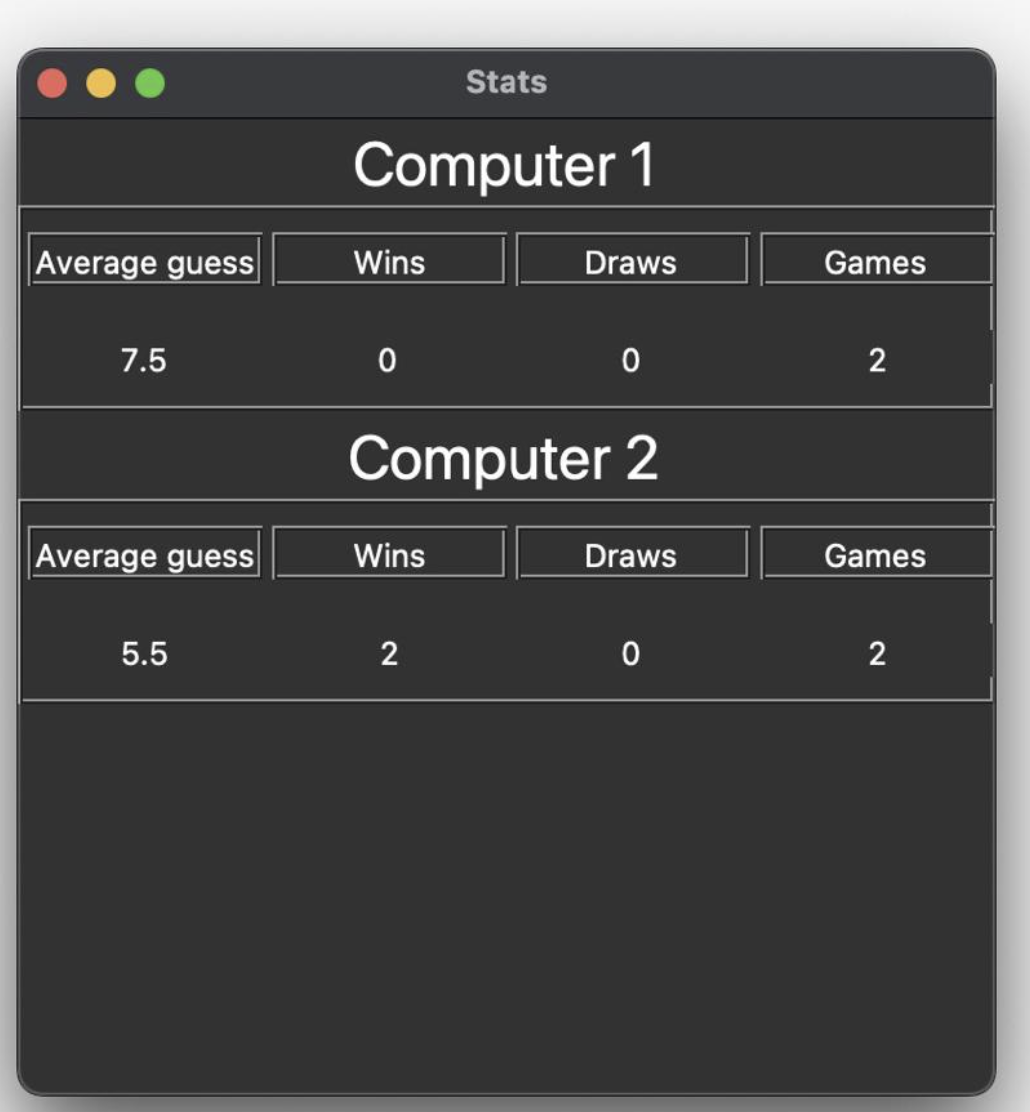 Stats
Computer 1
Average guess Wins Draws Games
7.5 0 0 2
Computer 2
Average guess Wins Draws Games
5.5 2 0 2